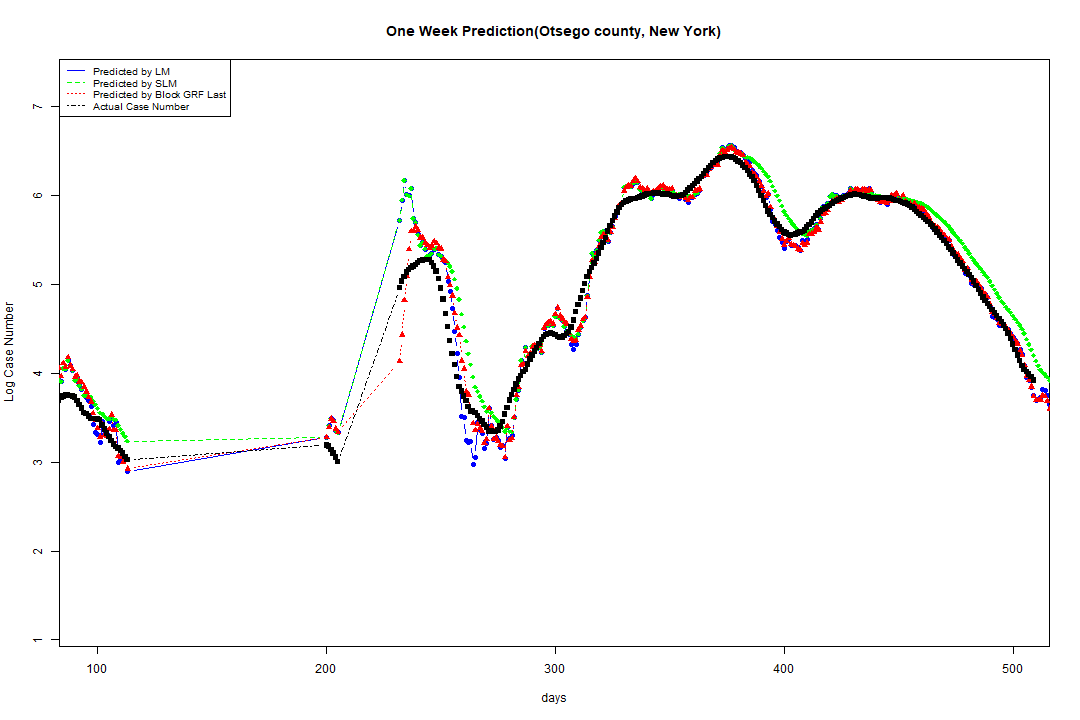 One Week Prediction(Otsego county, New York)
Predicted by LM
Predicted by SLM
Predicted by Block GRF Last
Actual Case Number
7
6
5
4
3
2
1
Log Case Number
100 200 300 400 500
days